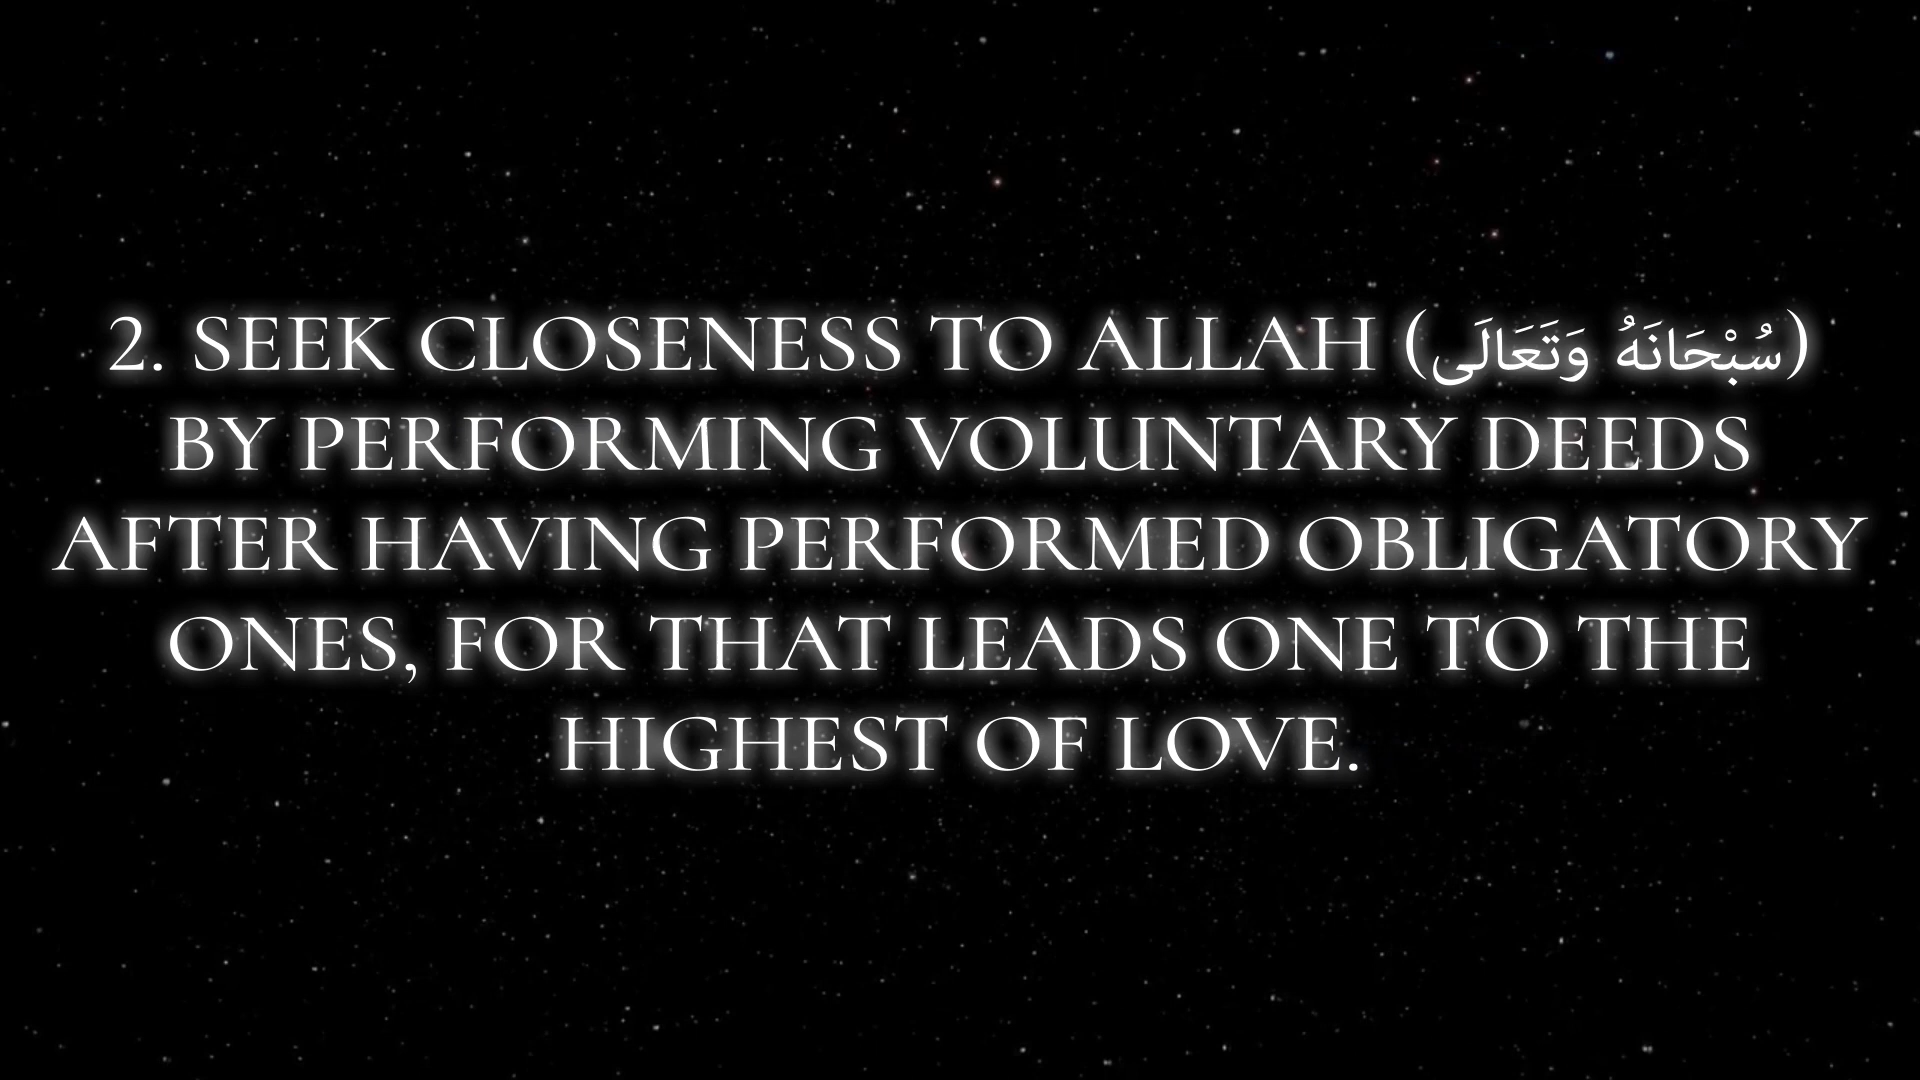 2. SEEK CLOSENESS TO ALLAH (سُبْحَانَهُ وَتَعَالَى)
BY PERFORMING VOLUNTARY DEEDS
AFTER HAVING PERFORMED OBLIGATORY
ONES, FOR THAT LEADS ONE TO THE
HIGHEST OF LOVE.